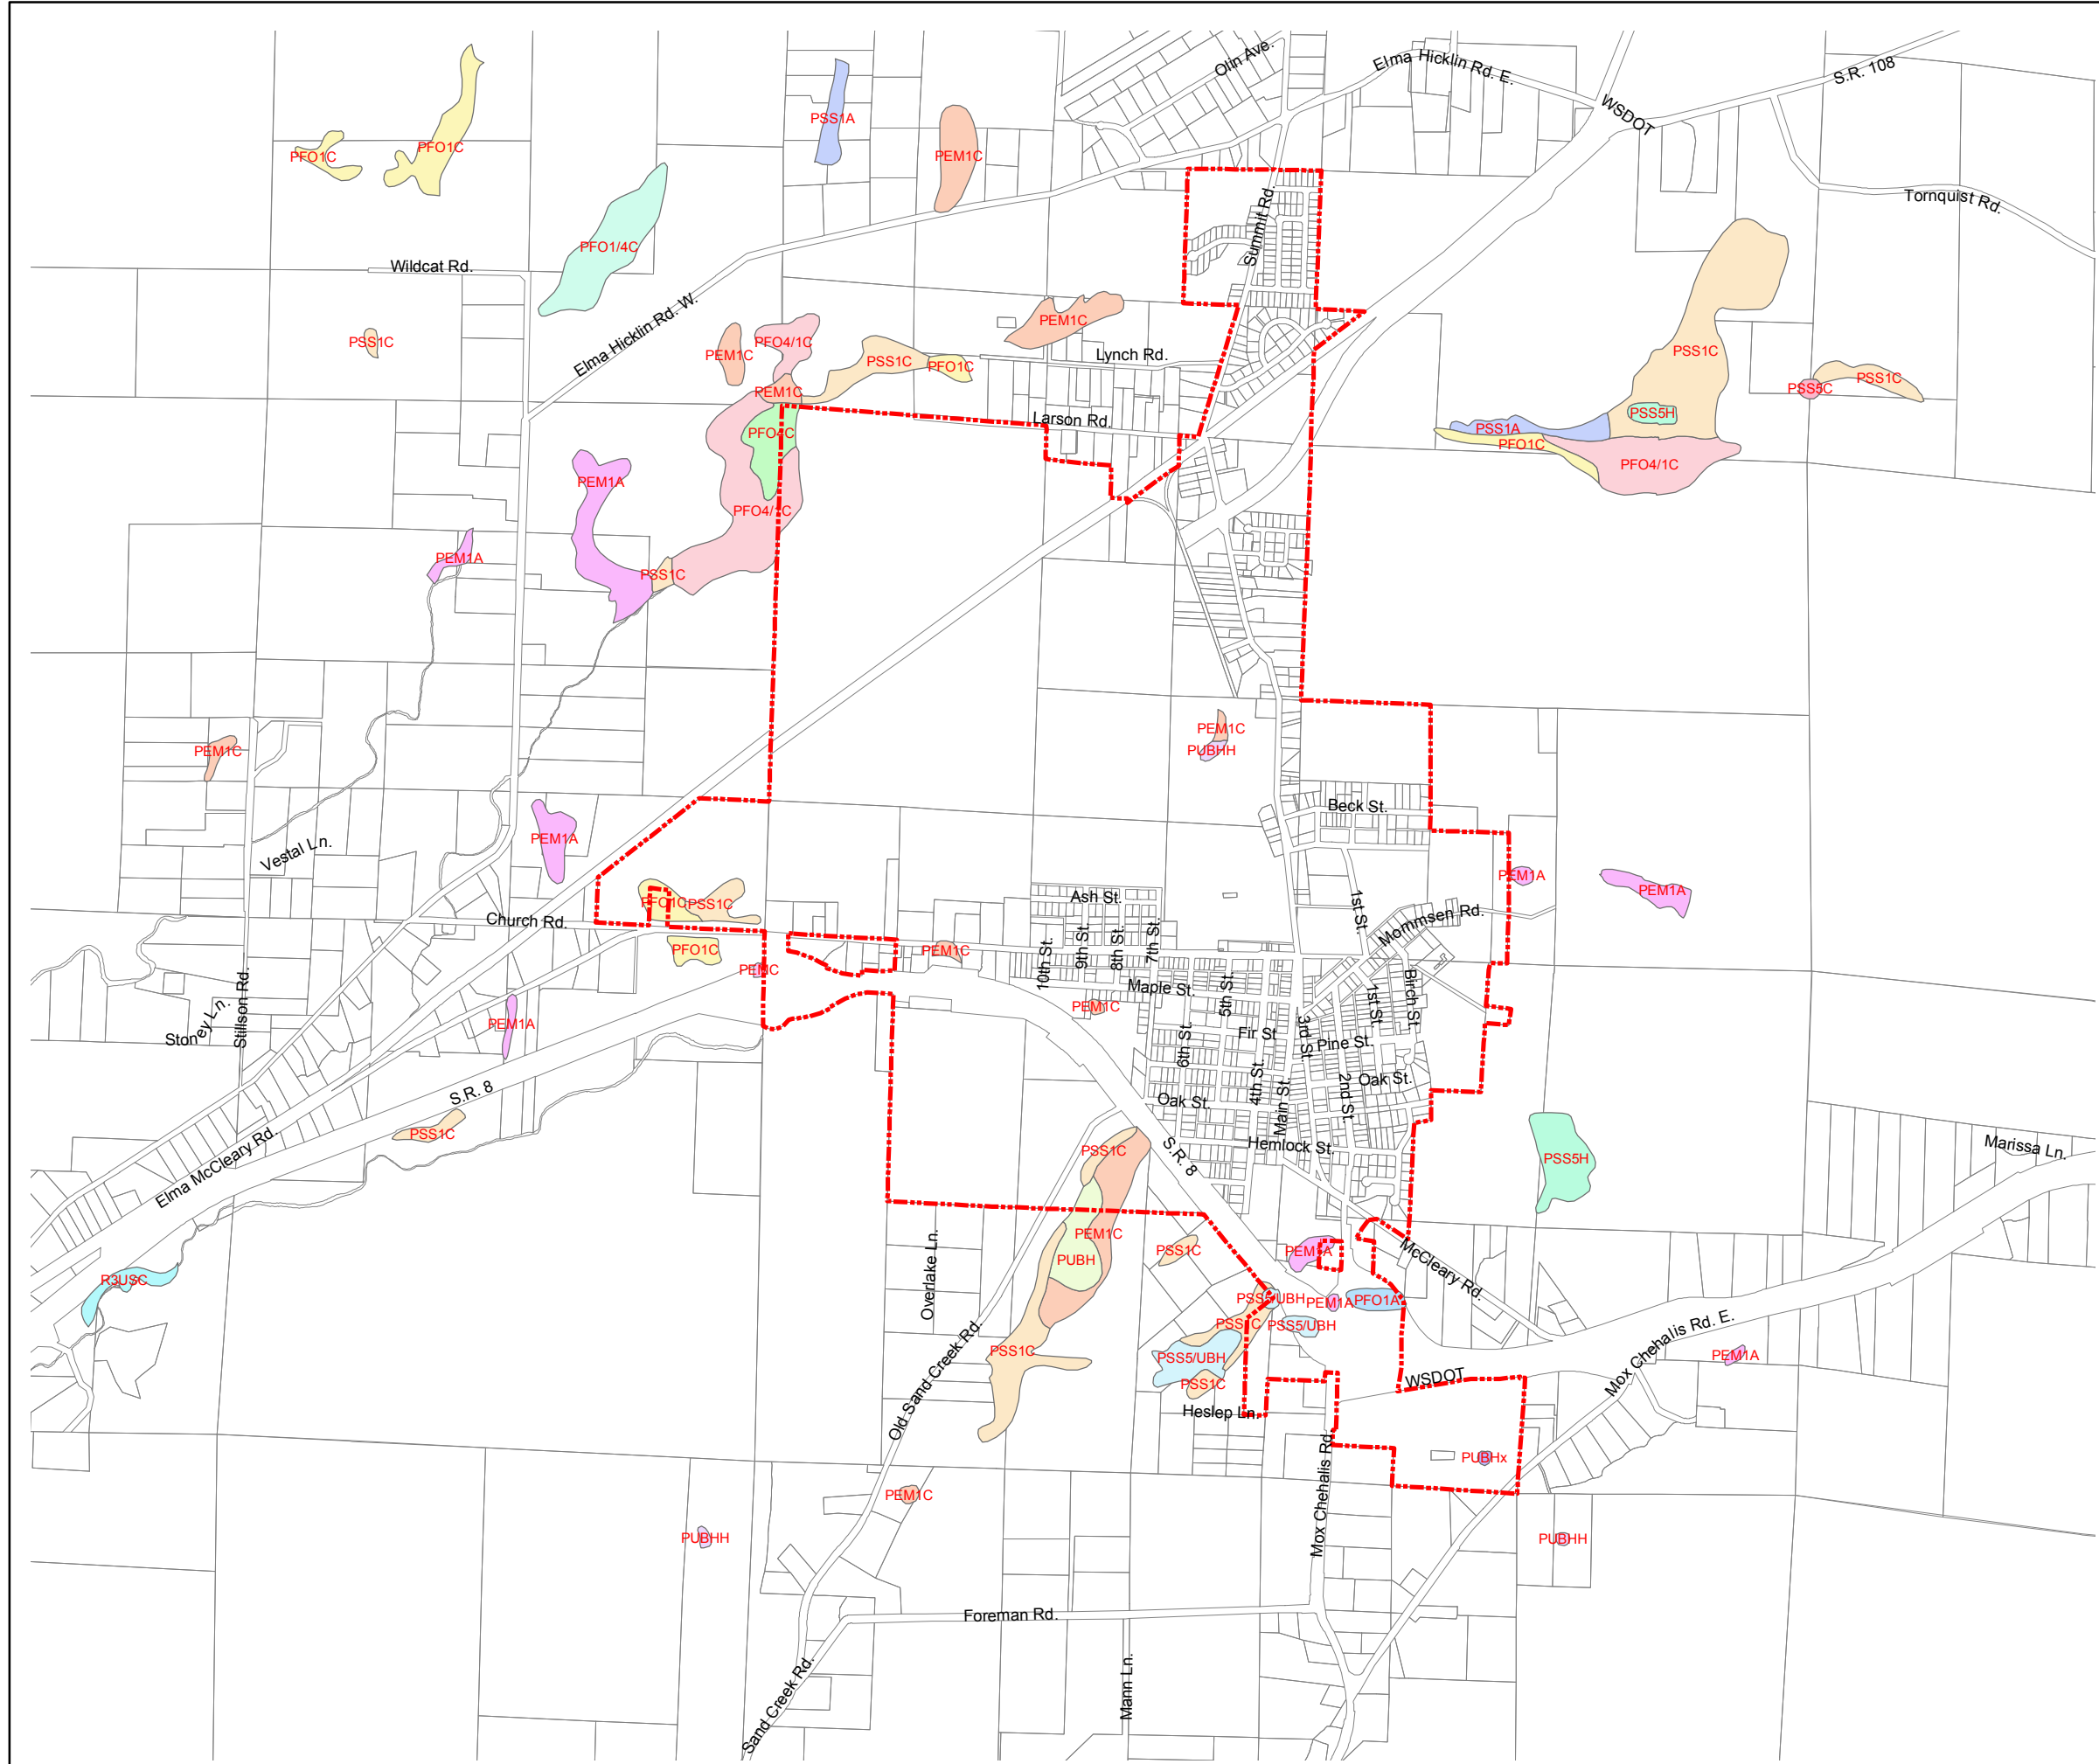 Olin Ave.
Elma Hicklin Rd. E.
S.R. 108
WSDOT
PSS1A
PFO1C
PFO1C
PEM1C
Tornquist Rd.
Summit Rd.
PFO1/4C
Wildcat Rd.
Elma Hicklin Rd. W.
PEM1C
PSS1C
PFO4/1C
PEM1C
Lynch Rd.
PSS1C
PFO1C
PSS1C
PSS1C
PSS5C
PEM1C
PSS5H
Larson Rd.
PSS1A
PFO4C
PFO1C
PFO4/1C
PEM1A
PFO4/1C
PEM1A
PSS1C
PEM1C
PUBHH
PEM1C
Beck St.
PEM1A
Vestal Ln.
PEM1A
PEM1A
Ash St.
PFO1C
PSS1C
1st St.
Mommsen Rd.
Church Rd.
PFO1C
PEMC
PEM1C
10th St.
9th St.
8th St.
7th St.
Maple St.
5th St.
1st St.
Birch St.
PEM1C
Stillson Rd.
Stoney Ln.
PEM1A
Fir St
3rd St.
Pine St.
6th St.
4th St.
Main St.
2nd St.
Oak St.
Oak St.
S.R. 8
PSS1C
Elma McCleary Rd.
PSS1C
S.R. 8
Hemlock St.
PSS5H
Marissa Ln.
PEM1C
PUBH
PSS1C
PEM1A
McCleary Rd.
R3USC
Overlake Ln.
PSS5/UBH
PEM1A
PFO1A
PSS1C
PSS5/UBH
PSS1C
PSS5/UBH
PSS1C
PEM1A
Mox Chehalis Rd. E.
WSDOT
Heslep Ln.
Old Sand Creek Rd.
Mox Chehalis Rd.
PUBHx
PEM1C
PUBHH
PUBHH
Foreman Rd.
Sand Creek Rd.
Mann Ln.